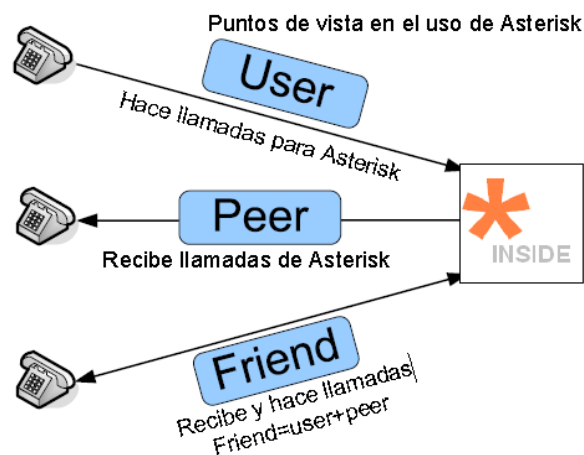 Puntos de vista en el uso de Asterisk
User
Hace llamadas para Asterisk
Peer
Recibe llamadas de Asterisk
INSIDE
Friend
Recibe y hace llamadas
Friend=user+peer